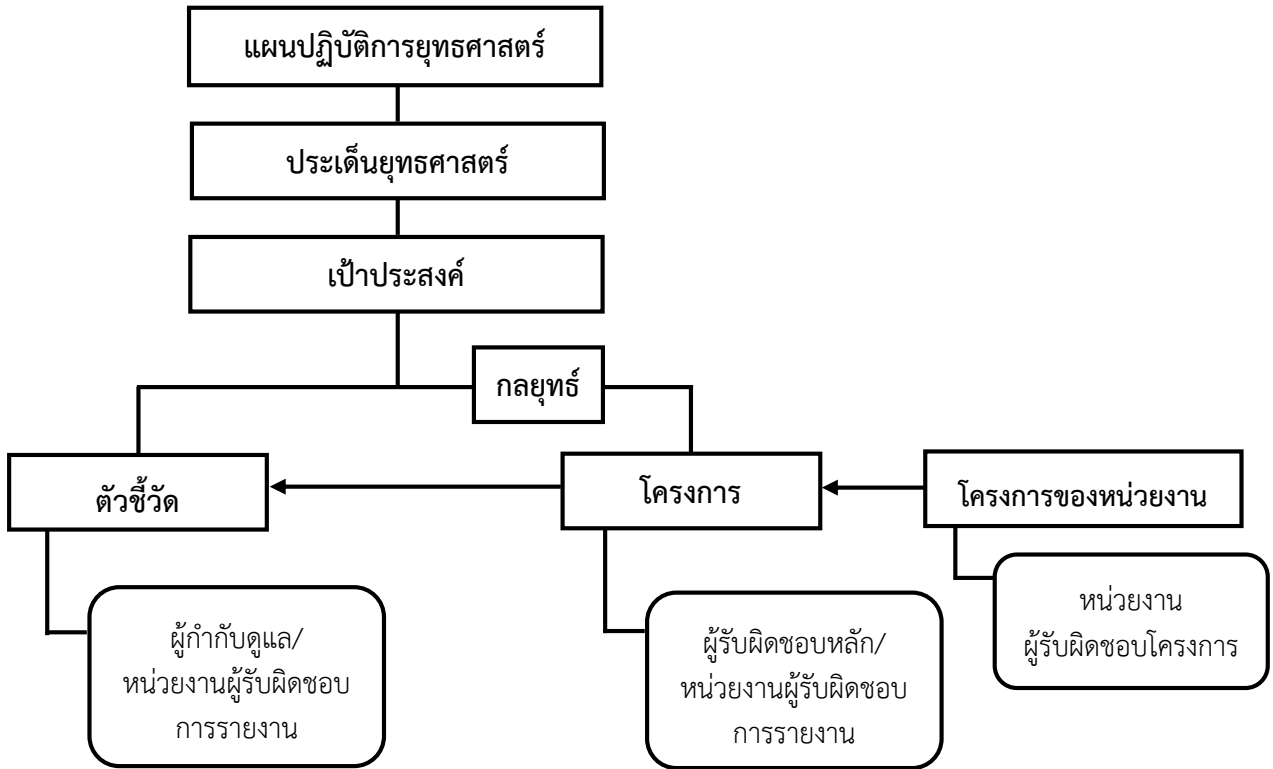 แผนปฏิบัติการยุทธศาสตร์
ประเด็นยุทธศาสตร์
เป้าประสงค์
กลยุทธ์
ตัวชี้วัด
โครงการ
โครงการของหน่วยงาน
ผู้กำกับดูแล/
หน่วยงานผู้รับผิดชอบ
การรายงาน
ผู้รับผิดชอบหลัก/
หน่วยงานผู้รับผิดชอบ
การรายงาน
หน่วยงาน
ผู้รับผิดชอบโครงการ